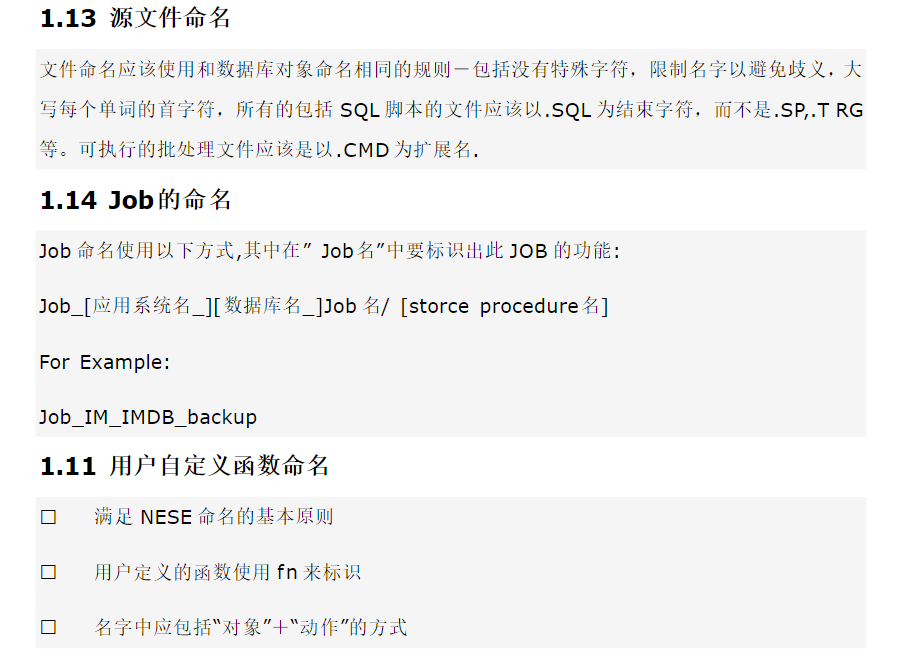 1.13 源文件命名
文件命名应该使用和数据库对象命名相同的规则－包括没有特殊字符，限制名字以避免歧义，大
写每个单词的首字符，所有的包括 SQL 脚本的文件应该以.SQL 为结束字符，而不是.SP,.T RG
等。可执行的批处理文件应该是以.CMD 为扩展名.
1.14 Job的命名
Job 命名使用以下方式,其中在” Job名”中要标识出此 JOB 的功能:
Job_[应用系统名_][数据库名_]Job 名/ [storce procedure名]
For Example:
Job_IM_IMDB_backup
1.11 用户自定义函数命名
□ 满足 NESE 命名的基本原则
□ 用户定义的函数使用 fn 来标识
□ 名字中应包括“对象”＋“动作”的方式